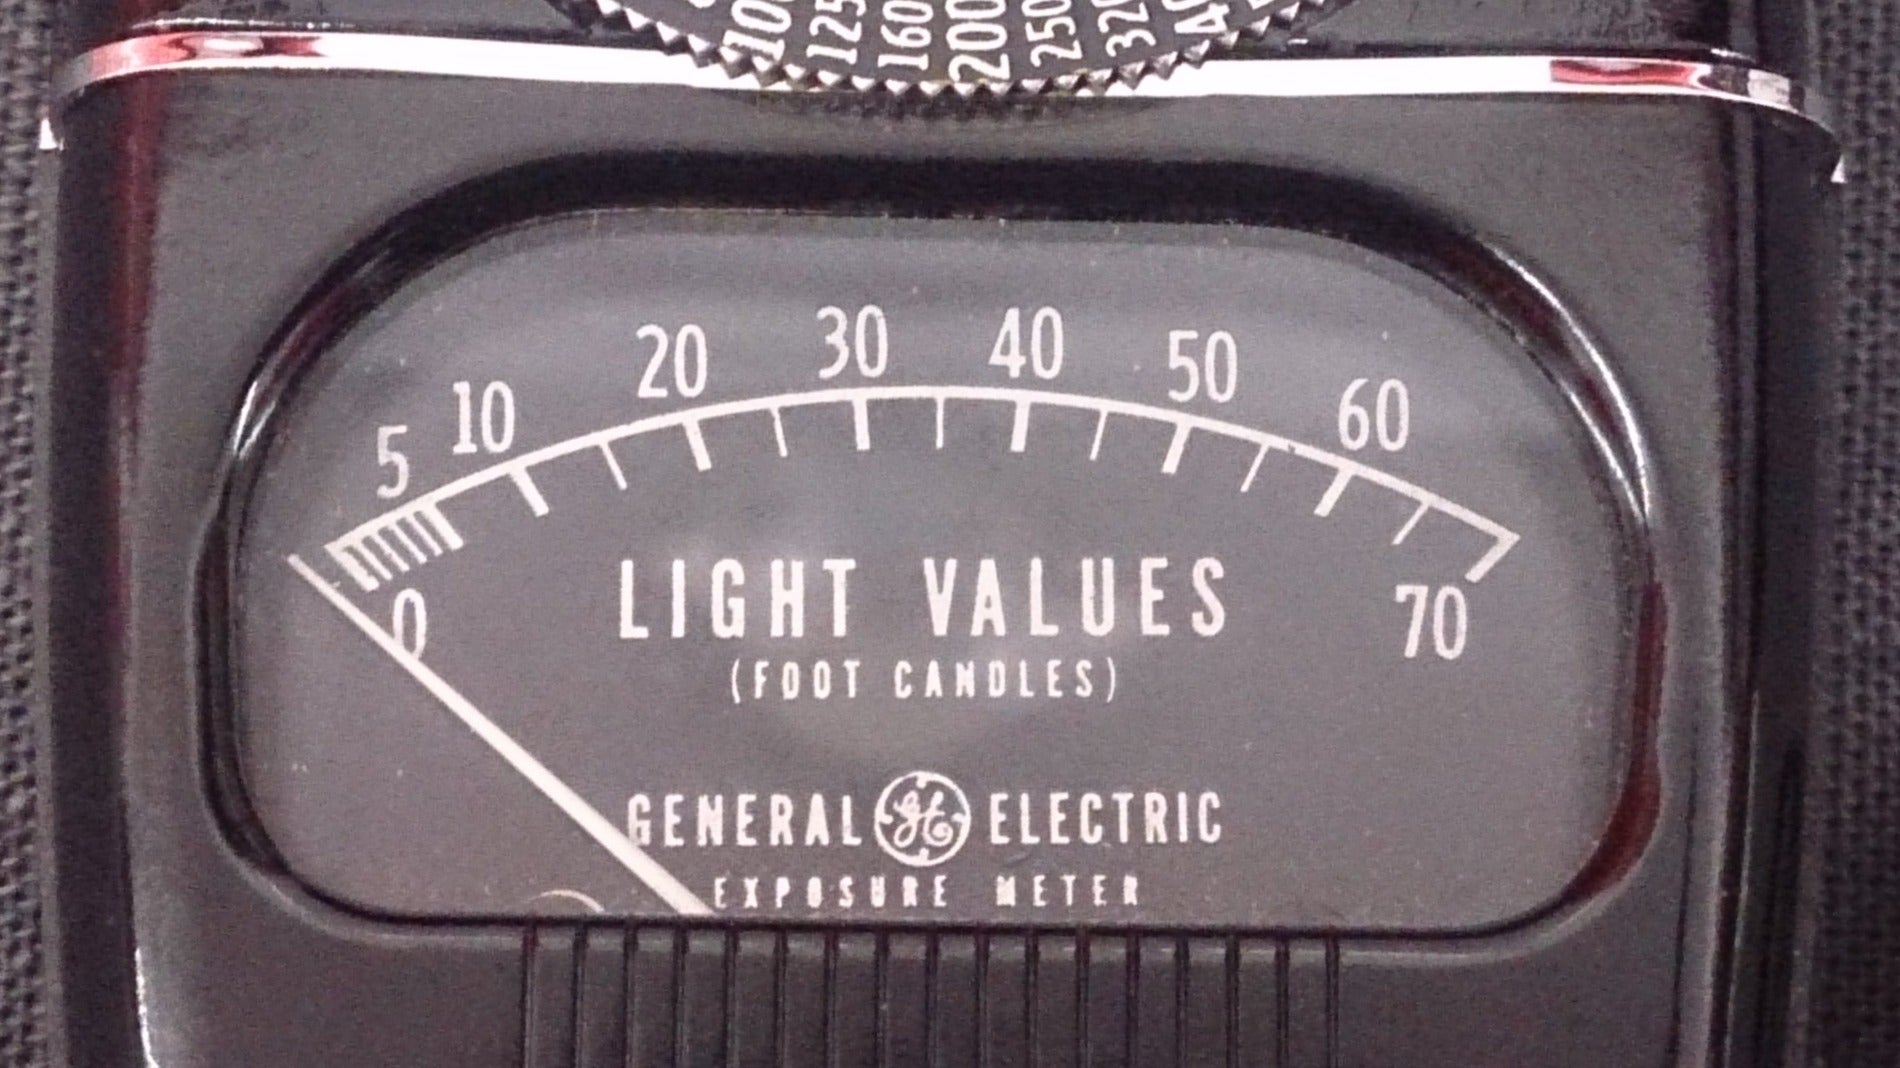 100 125 160 200 250 320
5 10 20 30 40 50 60
0 70
LIGHT VALUES
(FOOT CANDLES)
GENERAL GE ELECTRIC
EXPOSURE METER